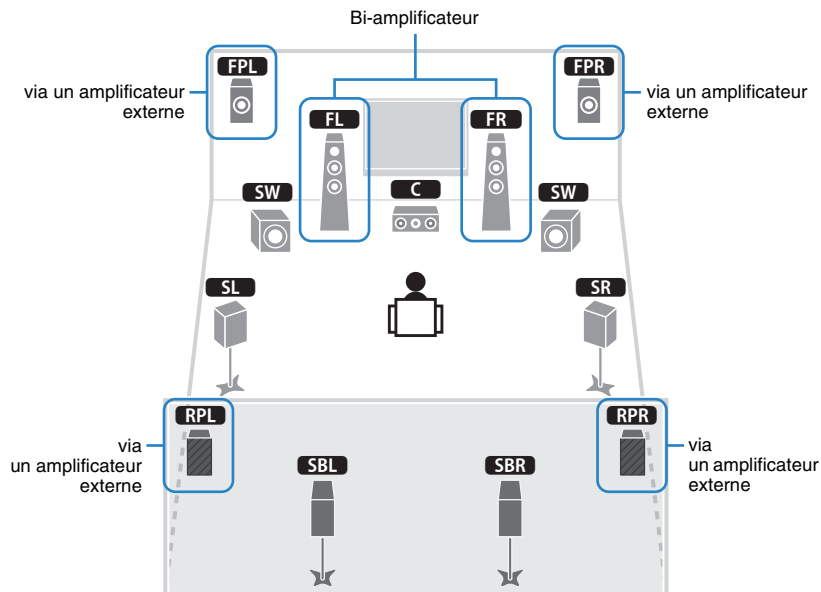 Bi-amplificateur
FPL
FPR
via un amplificateur
externe
via un amplificateur
externe
FL
FR
SW
C
SW
SL
SR
RPL
RPR
via
un amplificateur
externe
via
un amplificateur
externe
SBL
SBR